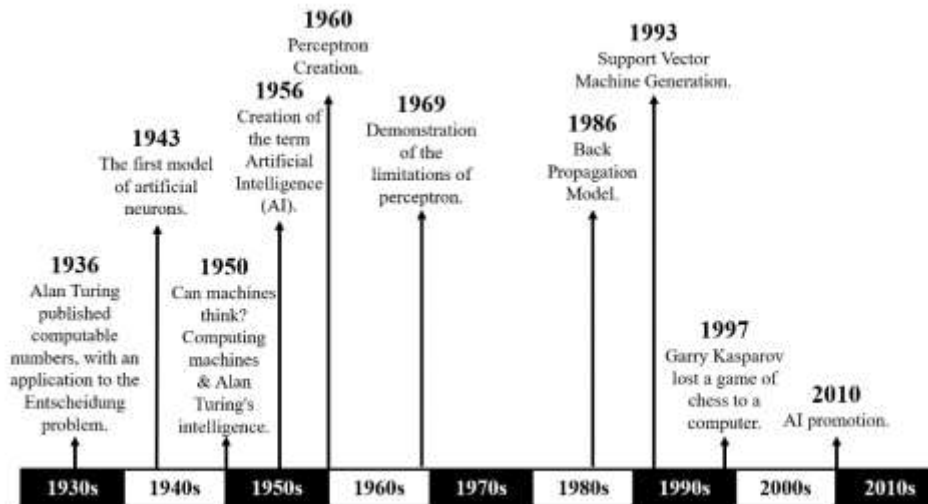 1936
Alan Turing
published
computable
numbers, with an
application to the
Entscheidung
problem.
1943
The first model
of artificial
neurons.
1950
Can machines
think?
Computing
machines
& Alan
Turing's
intelligence.
1956
Creation of
the term
Artificial
Intelligence
(AI).
1960
Perceptron
Creation.
1969
Demonstration
of the
limitations of
perceptron.
1986
Back
Propagation
Model.
1993
Support Vector
Machine Generation.
1997
Garry Kasparov
lost a game of
chess to a
computer.
2010
AI promotion.
1930s 1940s 1950s 1960s 1970s 1980s 1990s 2000s 2010s